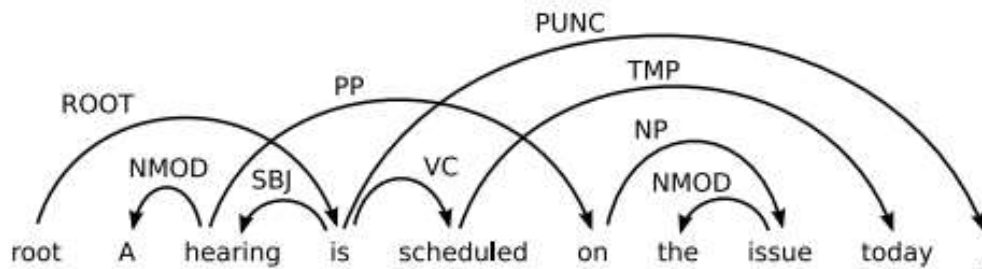 PUNC
TMP
PP
ROOT
NP
NMOD
SBJ
VC
NMOD
root A hearing is scheduled on the issue today